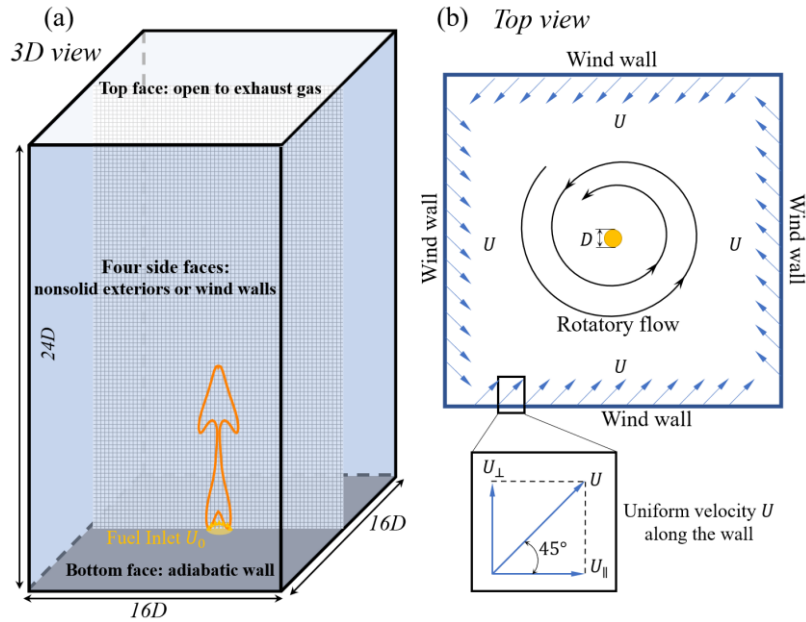 (a)
3D view
Top face: open to exhaust gas
Four side faces:
nonsolid exteriors or wind walls
24D
Fuel Inlet U₀
Bottom face: adiabatic wall
16D
16D
(b) Top view
Wind wall
U
Wind wall
U
D
U
Wind wall
Rotatory flow
U
Wind wall
U⊥
U
45°
U∥
Uniform velocity U
along the wall